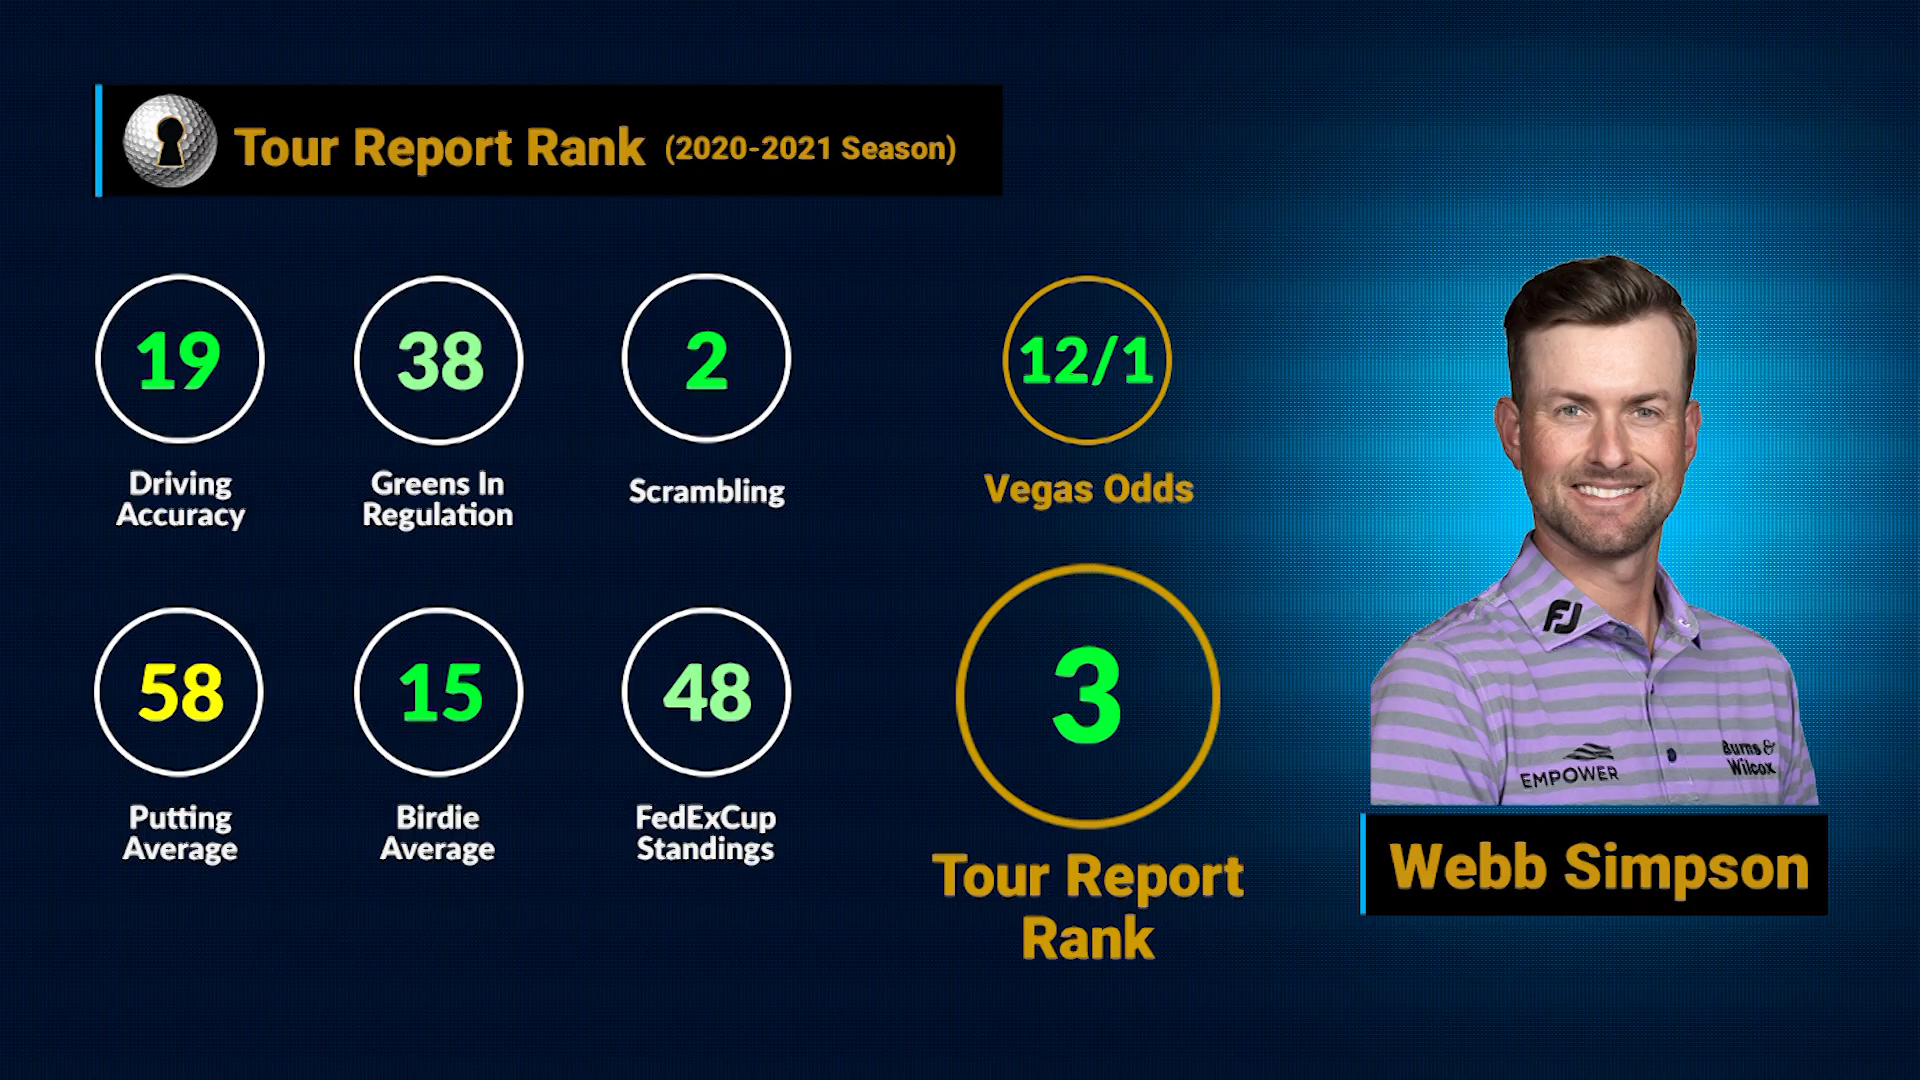 Tour Report Rank (2020-2021 Season)
19
38
2
12/1
Driving
Accuracy
Greens In
Regulation
Scrambling
Vegas Odds
58
15
48
3
Putting
Average
Birdie
Average
FedExCup
Standings
Tour Report
Rank
FJ
EMPOWER
Burns &
Wilcox
Webb Simpson